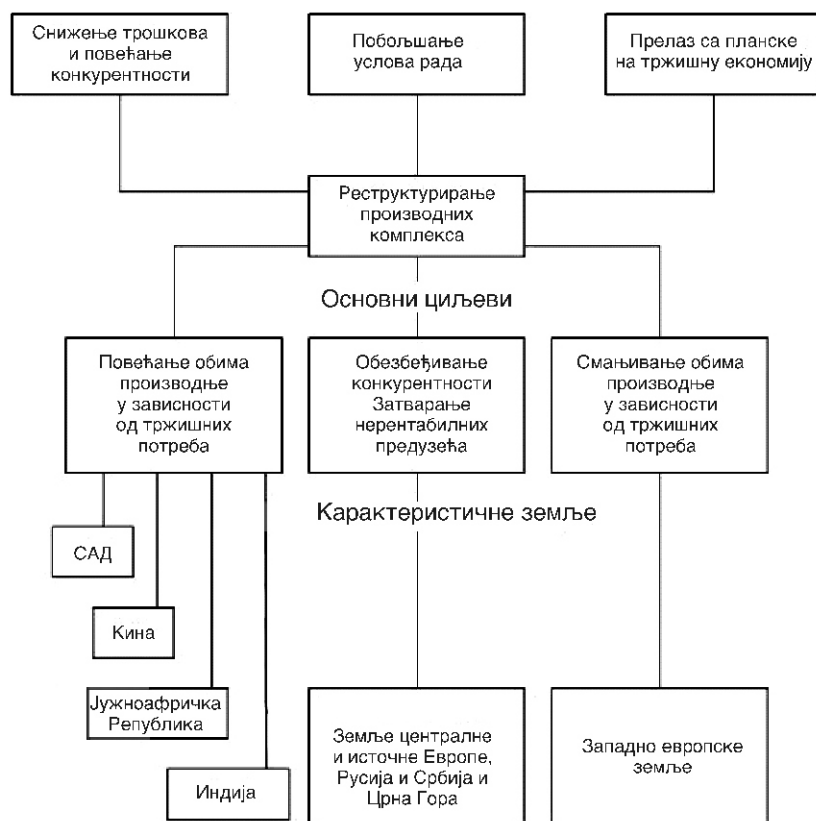 Снижење трошкова
и повећање
конкурентности
Побољшање
услова рада
Прелаз са планске
на тржишну економију
Реструктурирање
производних
комплекса
Основни циљеви
Повећање обима
производње
у зависности
од тржишних
потреба
Обезбеђивање
конкурентности
Затварање
нерентабилних
предузећа
Смањивање обима
производње
у зависности
од тржишних
потреба
Карактеристичне земље
САД
Кина
Јужноафричка
Република
Индија
Земље централне
и источне Европе,
Русија и Србија и
Црна Гора
Западно европске
земље